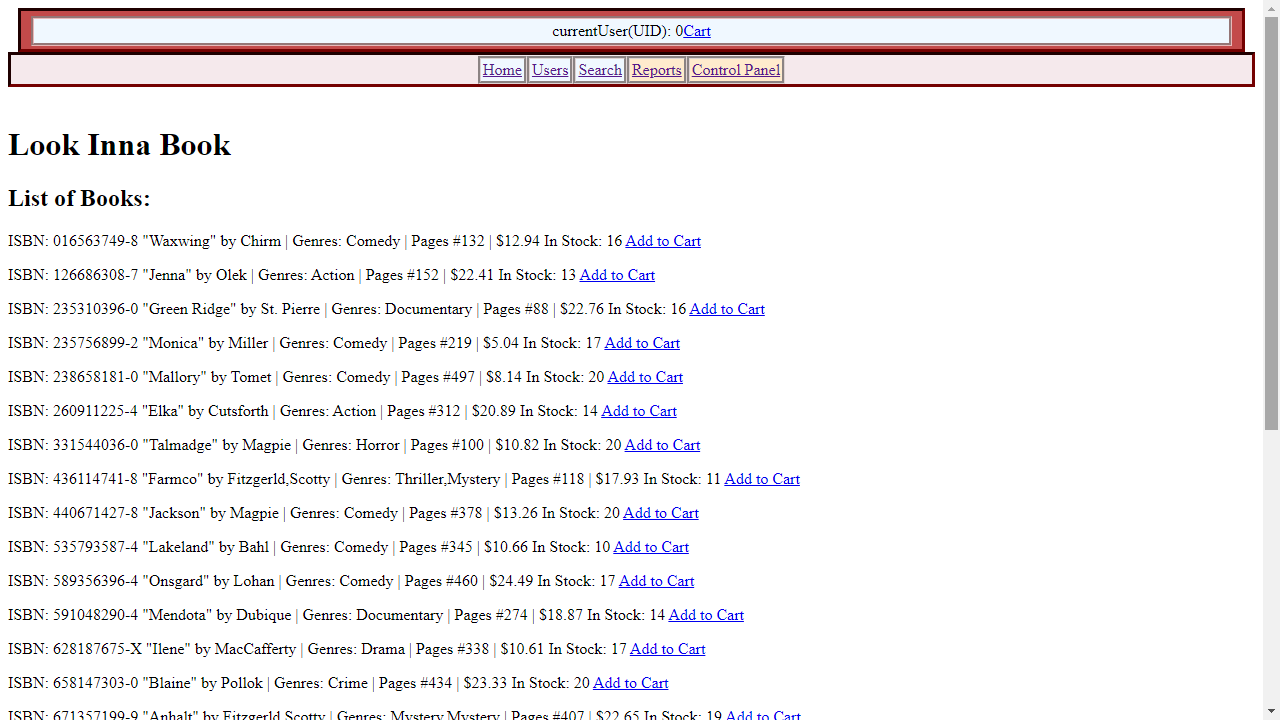 currentUser(UID): 0Cart
Home Users Search Reports Control Panel
Look Inna Book
List of Books:
ISBN: 016563749-8 "Waxwing" by Chirm | Genres: Comedy | Pages #132 | $12.94 In Stock: 16 Add to Cart
ISBN: 126686308-7 "Jenna" by Olek | Genres: Action | Pages #152 | $22.41 In Stock: 13 Add to Cart
ISBN: 235310396-0 "Green Ridge" by St. Pierre | Genres: Documentary | Pages #88 | $22.76 In Stock: 16 Add to Cart
ISBN: 235756899-2 "Monica" by Miller | Genres: Comedy | Pages #219 | $5.04 In Stock: 17 Add to Cart
ISBN: 238658181-0 "Mallory" by Tomet | Genres: Comedy | Pages #497 | $8.14 In Stock: 20 Add to Cart
ISBN: 260911225-4 "Elka" by Cutsforth | Genres: Action | Pages #312 | $20.89 In Stock: 14 Add to Cart
ISBN: 331544036-0 "Talmadge" by Magpie | Genres: Horror | Pages #100 | $10.82 In Stock: 20 Add to Cart
ISBN: 436114741-8 "Farmco" by Fitzgerld,Scotty | Genres: Thriller,Mystery | Pages #118 | $17.93 In Stock: 11 Add to Cart
ISBN: 440671427-8 "Jackson" by Magpie | Genres: Comedy | Pages #378 | $13.26 In Stock: 20 Add to Cart
ISBN: 535793587-4 "Lakeland" by Bahl | Genres: Comedy | Pages #345 | $10.66 In Stock: 10 Add to Cart
ISBN: 589356396-4 "Onsgard" by Lohan | Genres: Comedy | Pages #460 | $24.49 In Stock: 17 Add to Cart
ISBN: 591048290-4 "Mendota" by Dubique | Genres: Documentary | Pages #274 | $18.87 In Stock: 14 Add to Cart
ISBN: 628187675-X "Ilene" by MacCafferty | Genres: Drama | Pages #338 | $10.61 In Stock: 17 Add to Cart
ISBN: 658147303-0 "Blaine" by Pollok | Genres: Crime | Pages #434 | $23.33 In Stock: 20 Add to Cart
ISBN: 671357199-9 "Anhalt" by Fitzgerld,Scotty | Genres: Mystery,Mystery | Pages #407 | $22.65 In Stock: 19 Add to Cart